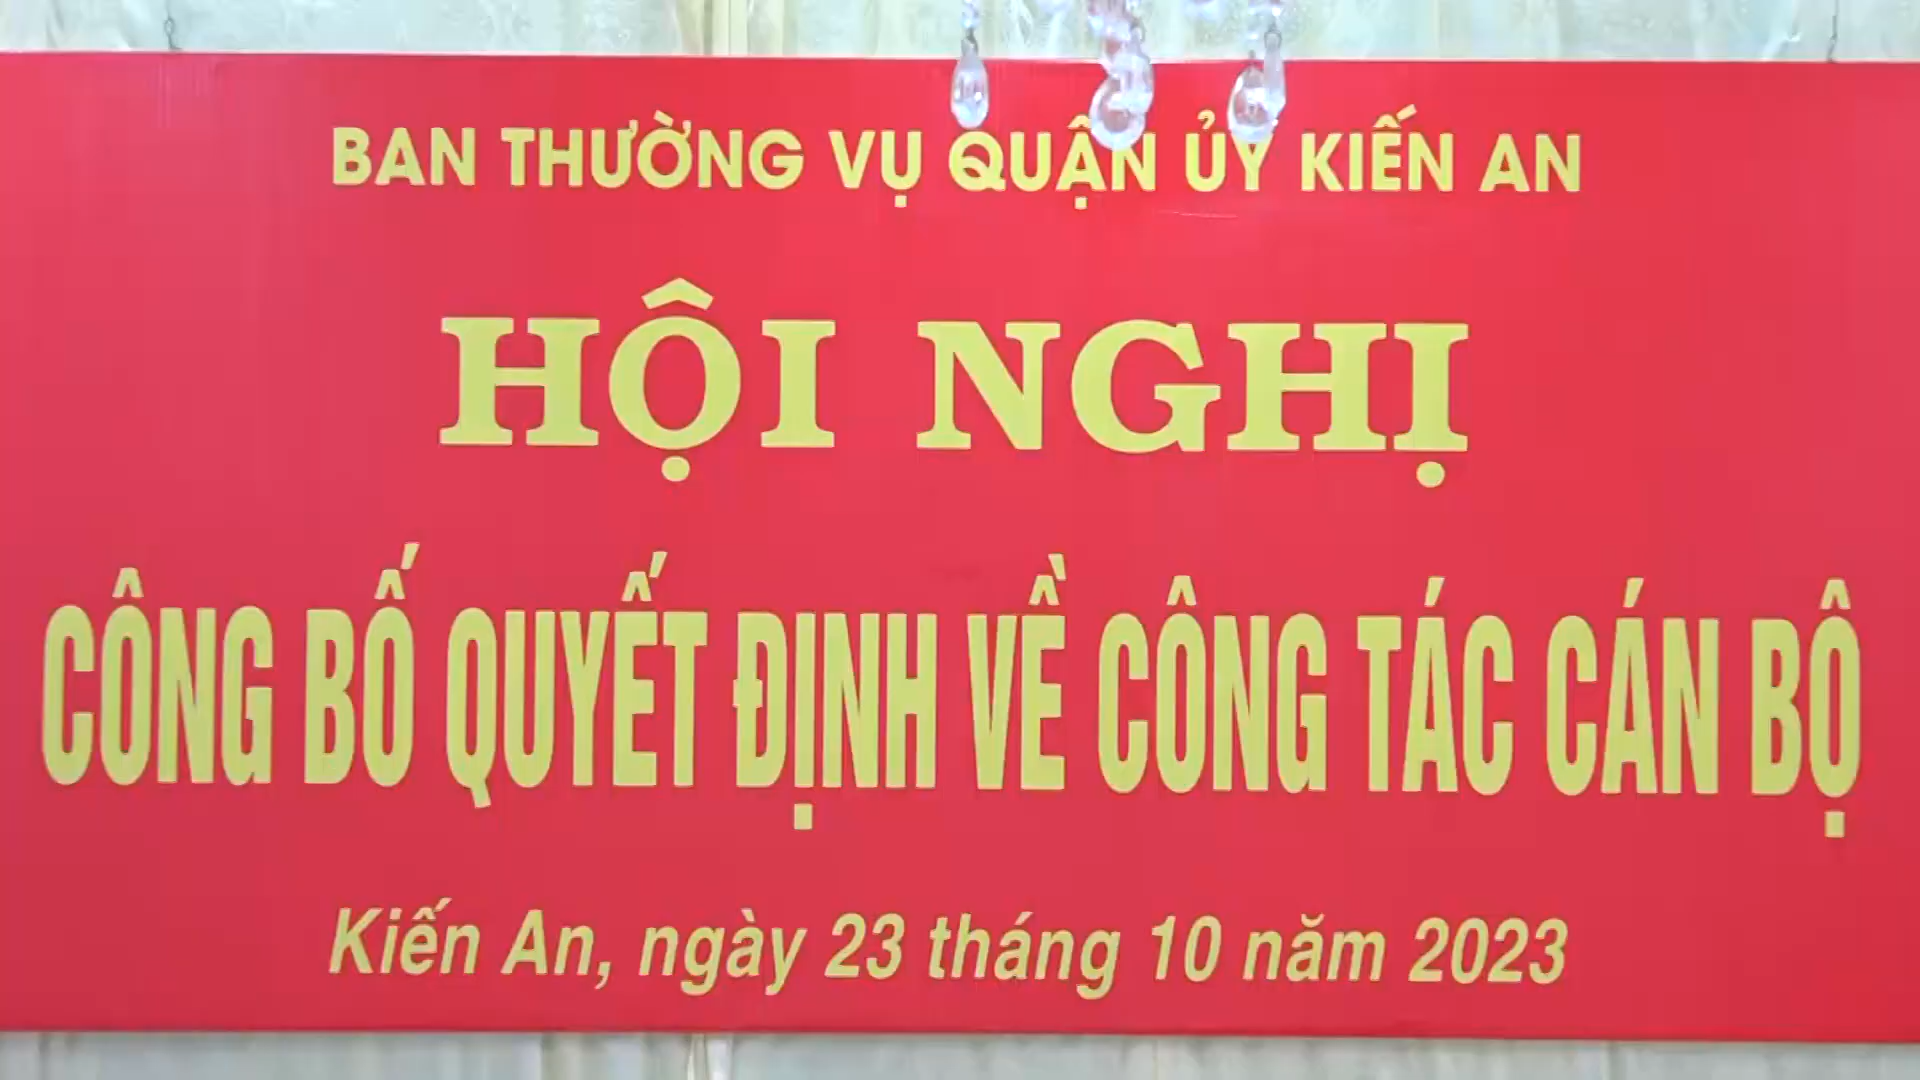 BAN THƯỜNG VỤ QUẬN ỦY KIẾN AN
HỘI NGHỊ
CÔNG BỐ QUYẾT ĐỊNH VỀ CÔNG TÁC CÁN BỘ
Kiến An, ngày 23 tháng 10 năm 2023